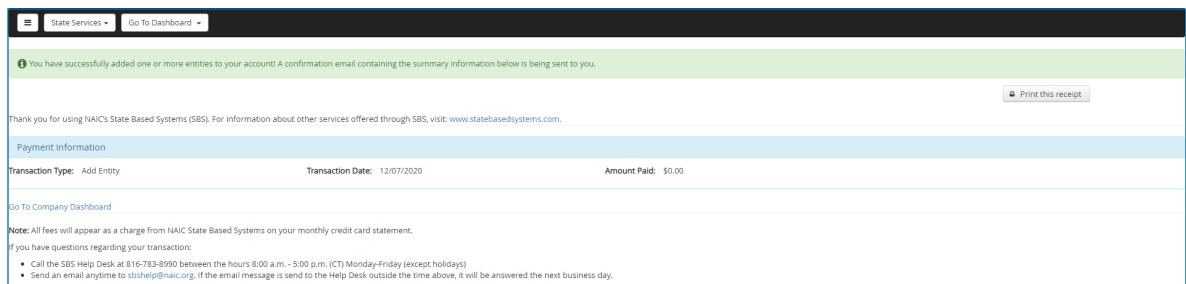 State Services
Go To Dashboard
You have successfully added one or more entities to your account! A confirmation email containing the summary information below is being sent to you.
Print this receipt
Thank you for using NAIC's State Based Systems (SBS). For information about other services offered through SBS, visit: www.statebasedsystems.com.
Payment Information
Transaction Type: Add Entity Transaction Date: 12/07/2020 Amount Paid: $0.00
Go To Company Dashboard
Note: All fees will appear as a charge from NAIC State Based Systems on your monthly credit card statement.
If you have questions regarding your transaction:
• Call the SBS Help Desk at 816-783-8990 between the hours 8:00 a.m. - 5:00 p.m. (CT) Monday-Friday (except holidays)
• Send an email anytime to sbshelp@naic.org. If the email message is send to the Help Desk outside the time above, it will be answered the next business day.